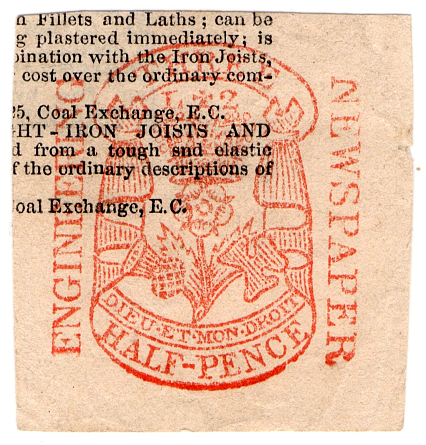 n Fillets and Laths ; can be
g plastered immediately; is
bination with the Iron Joists,
cost over the ordinary com-
25, Coal Exchange, E.C.
GHT-IRON JOISTS AND
d from a tough snd elastic
f the ordinary descriptions of
Coal Exchange, E.C.
ENGINEERING
NEWSPAPER
DIEU·ET·MON·DROIT
HALF-PENCE